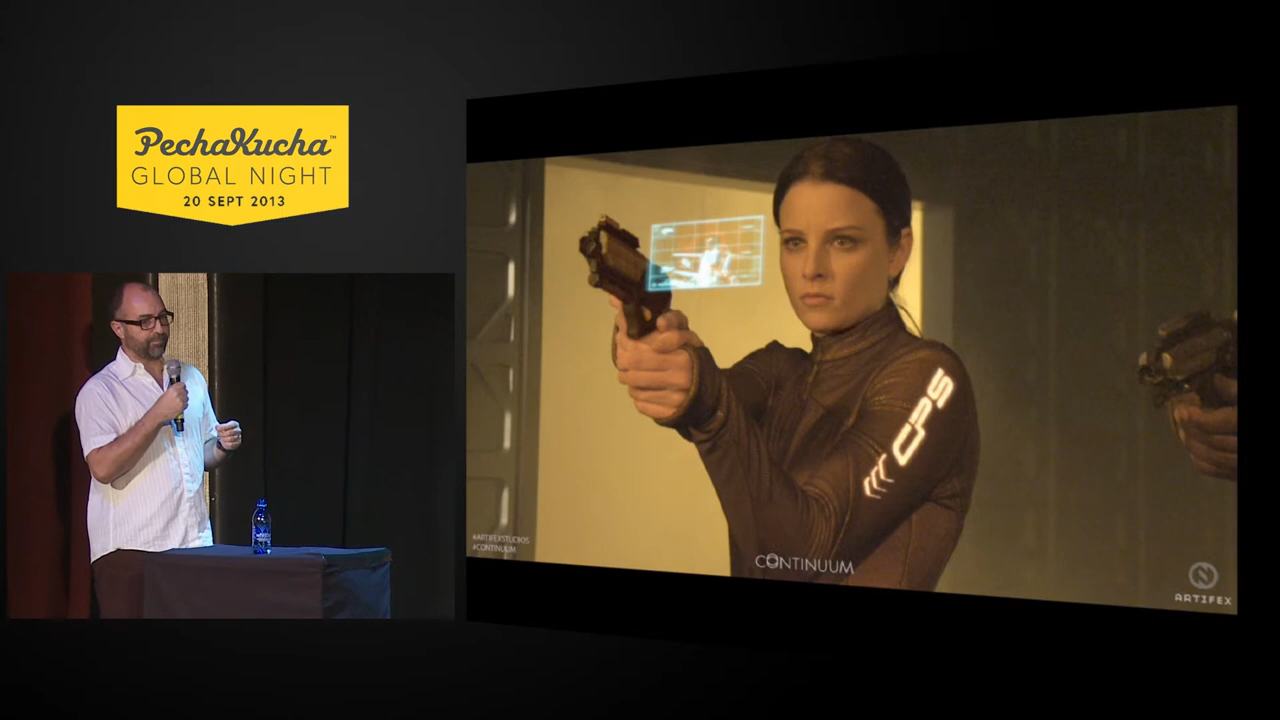 PechaKucha™
GLOBAL NIGHT
20 SEPT 2013
CPS
#ARTIFEXSTUDIOS
#CONTINUUM
CONTINUUM
ARTIFEX